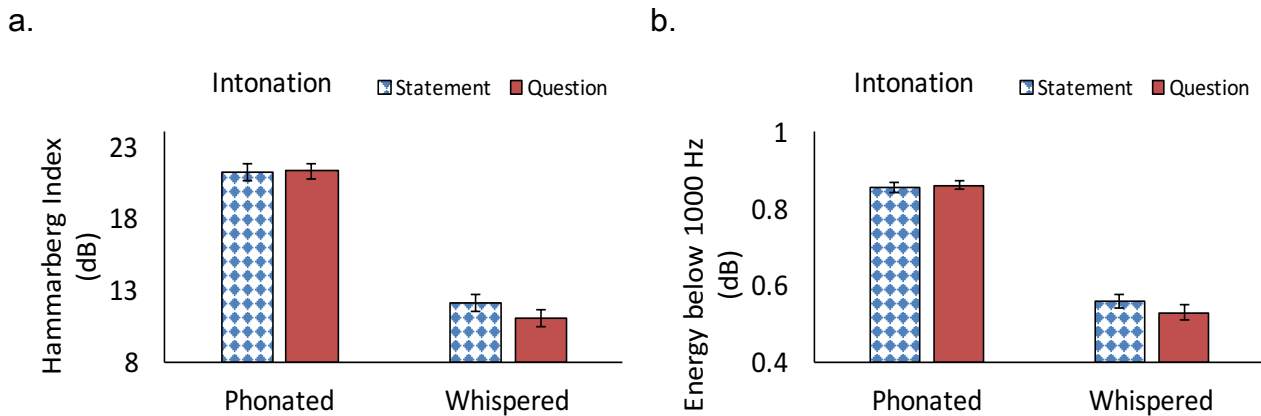 a.
Intonation
Statement Question
Hammarberg Index
(dB)
23
18
13
8
Phonated Whispered
b.
Intonation
Statement Question
Energy below 1000 Hz
(dB)
1
0.8
0.6
0.4
Phonated Whispered